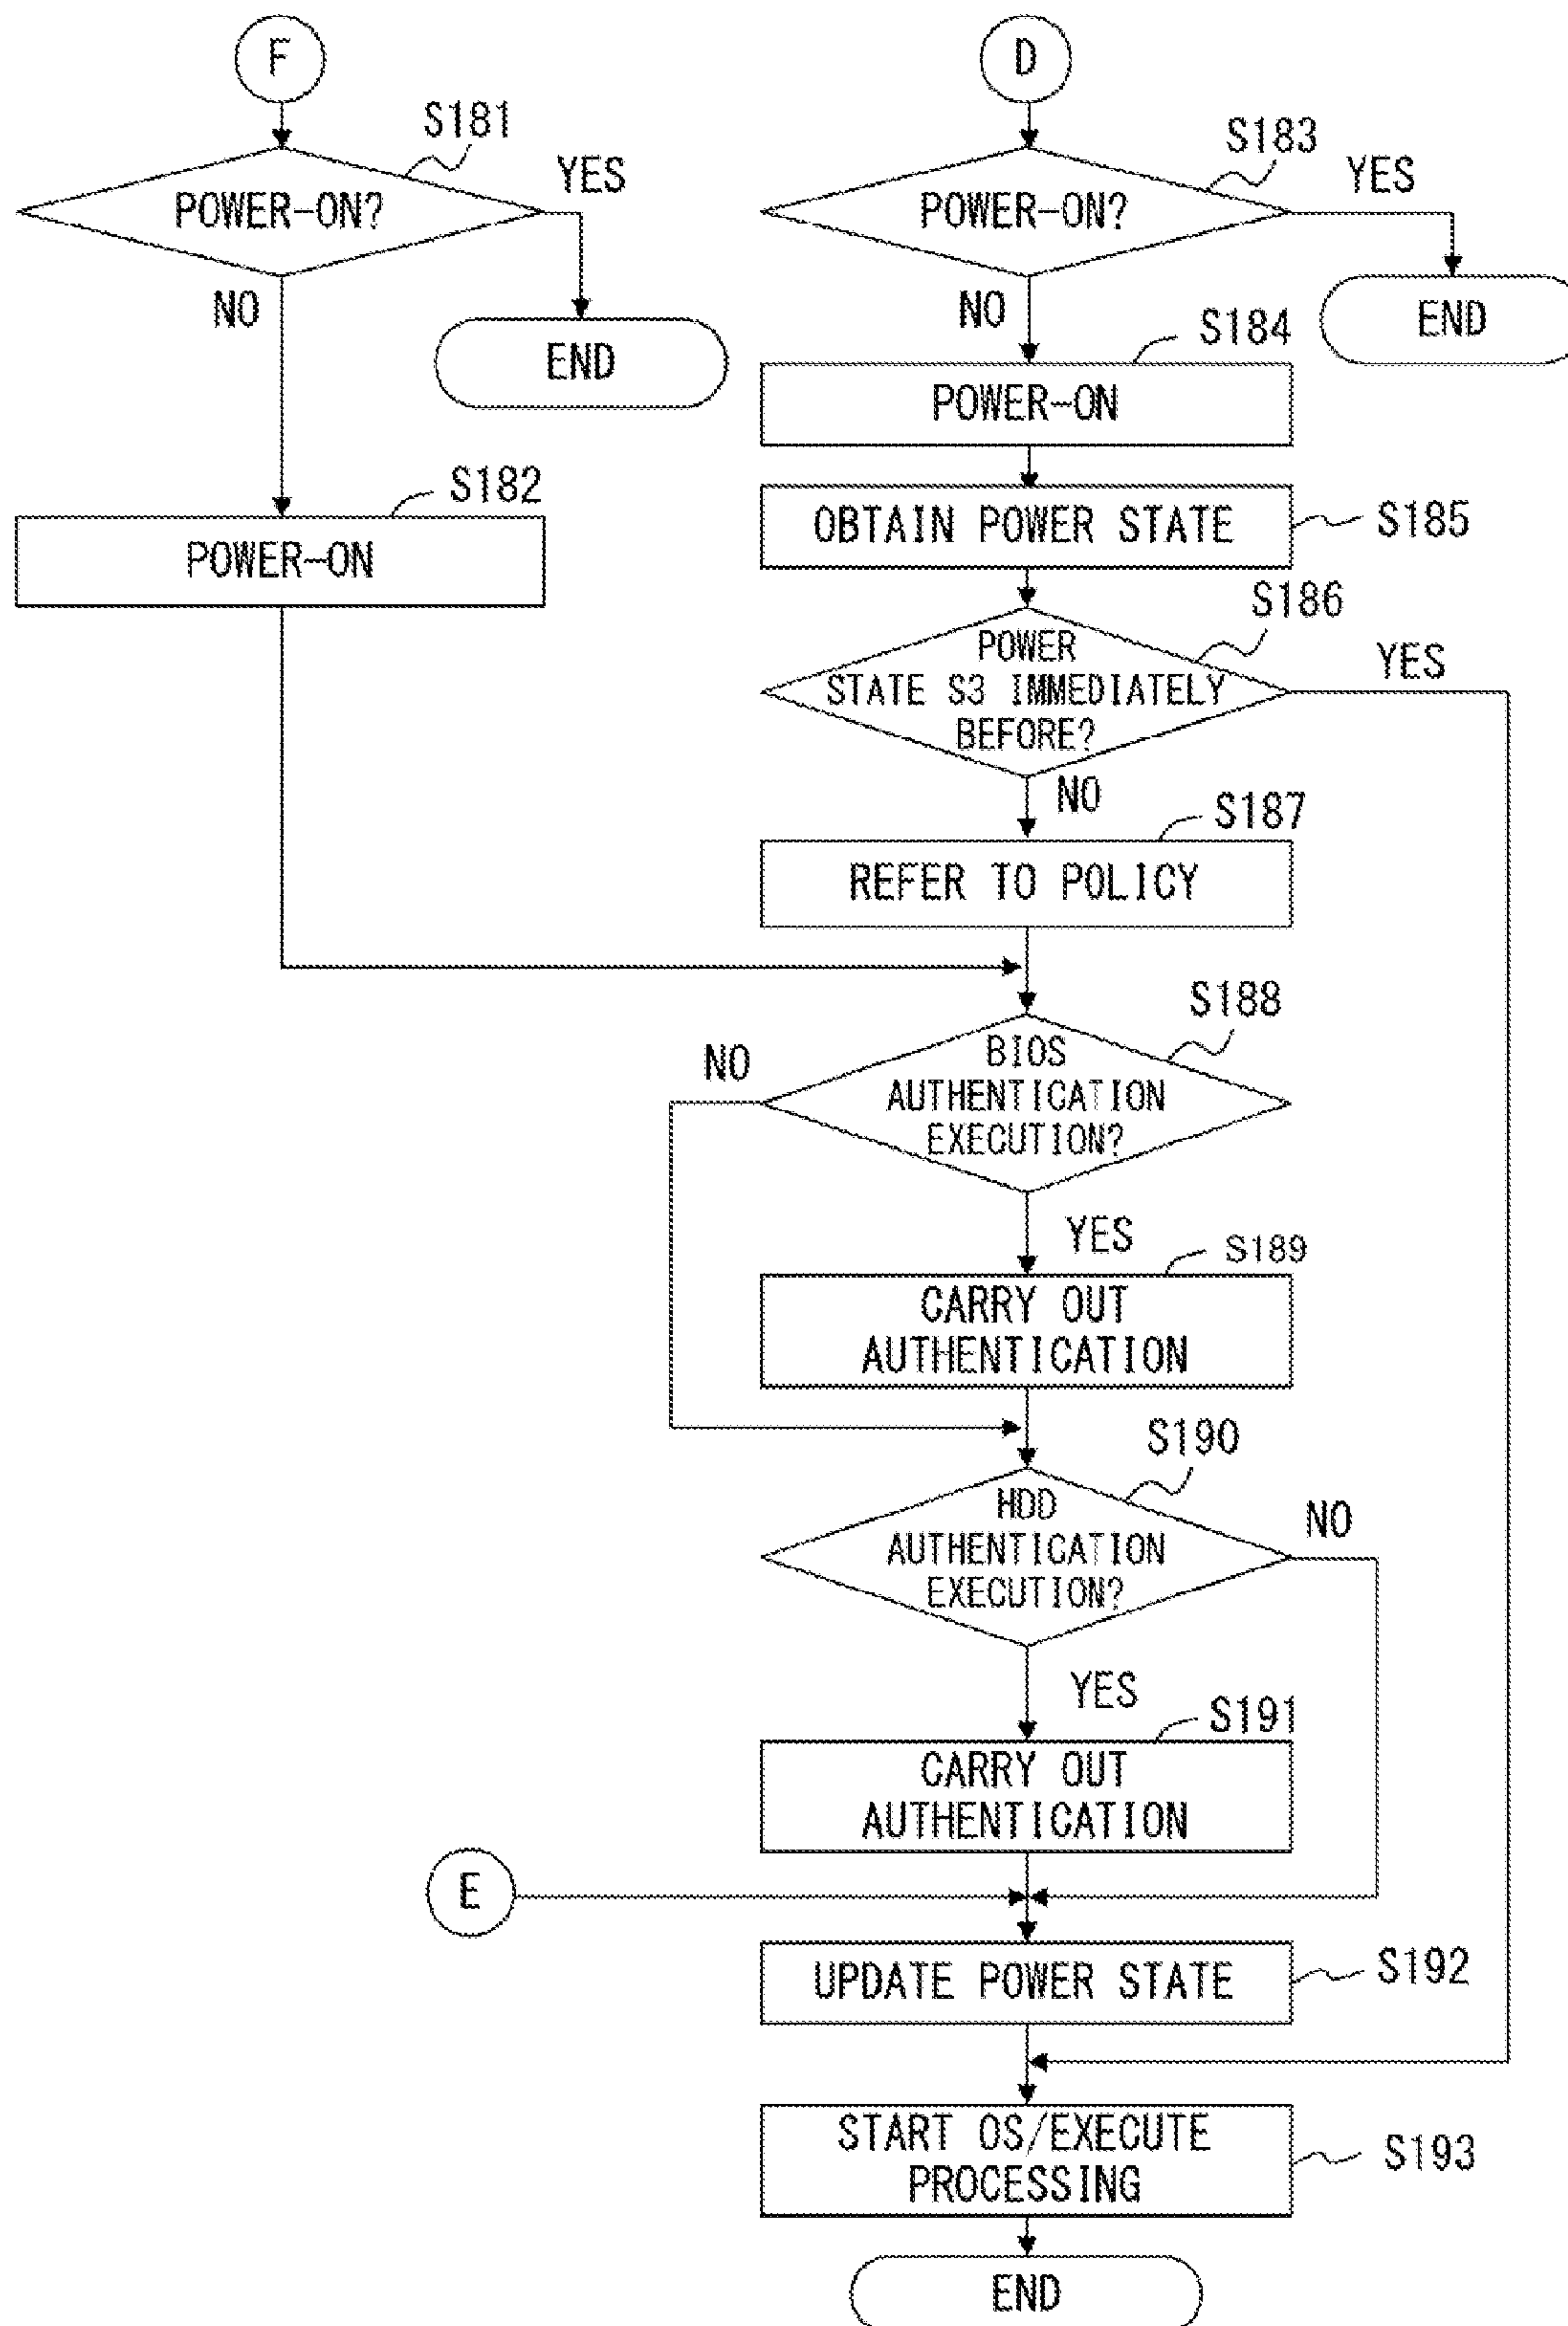 F
S181
POWER-ON?
YES
NO
END
S182
POWER-ON
D
S183
POWER-ON?
YES
NO
END
S184
POWER-ON
OBTAIN POWER STATE
S185
S186
POWER
STATE S3 IMMEDIATELY
BEFORE?
YES
NO
S187
REFER TO POLICY
S188
BIOS
AUTHENTICATION
EXECUTION?
NO
YES
S189
CARRY OUT
AUTHENTICATION
S190
HDD
AUTHENTICATION
EXECUTION?
NO
YES
S191
CARRY OUT
AUTHENTICATION
E
UPDATE POWER STATE
S192
START OS/EXECUTE
PROCESSING
S193
END